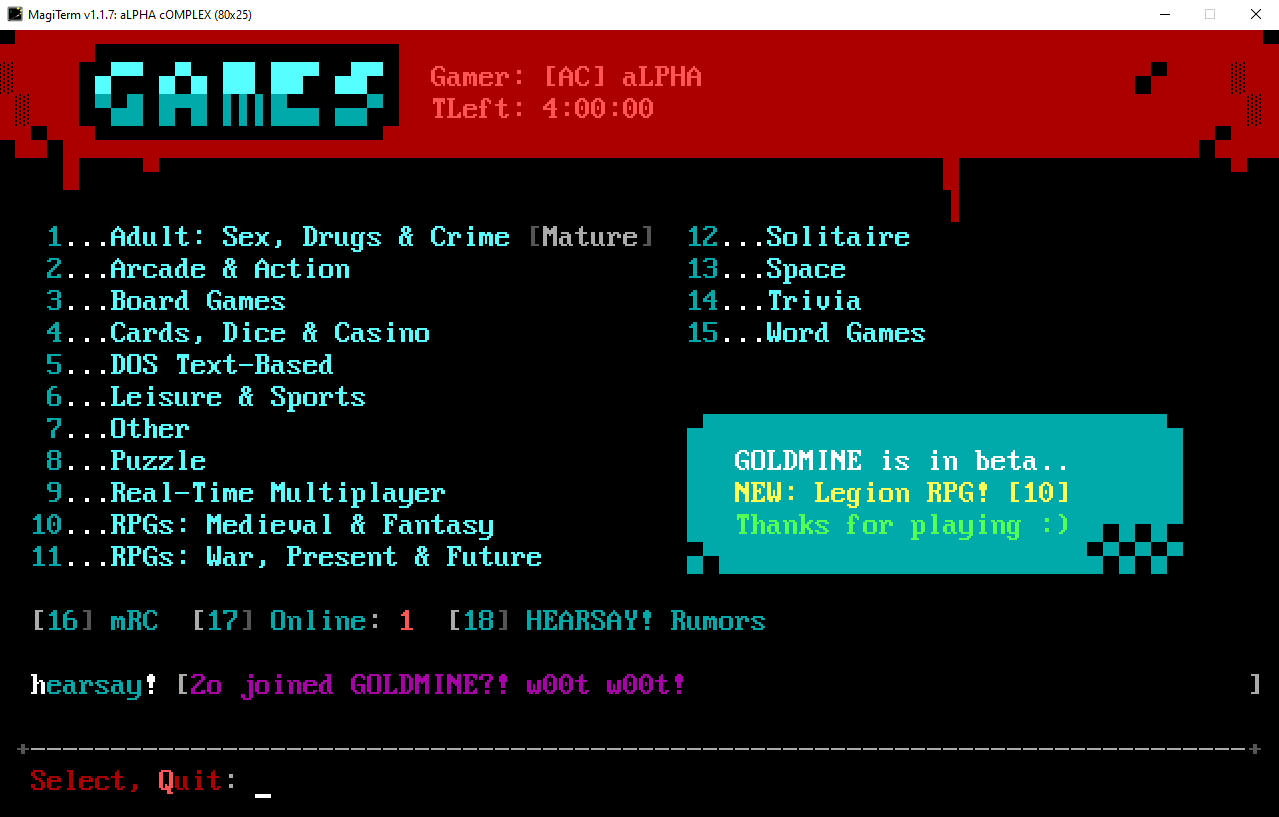 MagiTerm v1.1.7: aLPHA cOMPLEX (80x25)
GAMES
Gamer: [AC] aLPHA
TLeft: 4:00:00
1...Adult: Sex, Drugs & Crime [Mature]
2...Arcade & Action
3...Board Games
4...Cards, Dice & Casino
5...DOS Text-Based
6...Leisure & Sports
7...Other
8...Puzzle
9...Real-Time Multiplayer
10...RPGs: Medieval & Fantasy
11...RPGs: War, Present & Future
12...Solitaire
13...Space
14...Trivia
15...Word Games
GOLDMINE is in beta..
NEW: Legion RPG! [10]
Thanks for playing :)
[16] mRC [17] Online: 1 [18] HEARSAY! Rumors
hearsay! [2o joined GOLDMINE?! w00t w00t! ]
Select, Quit: _